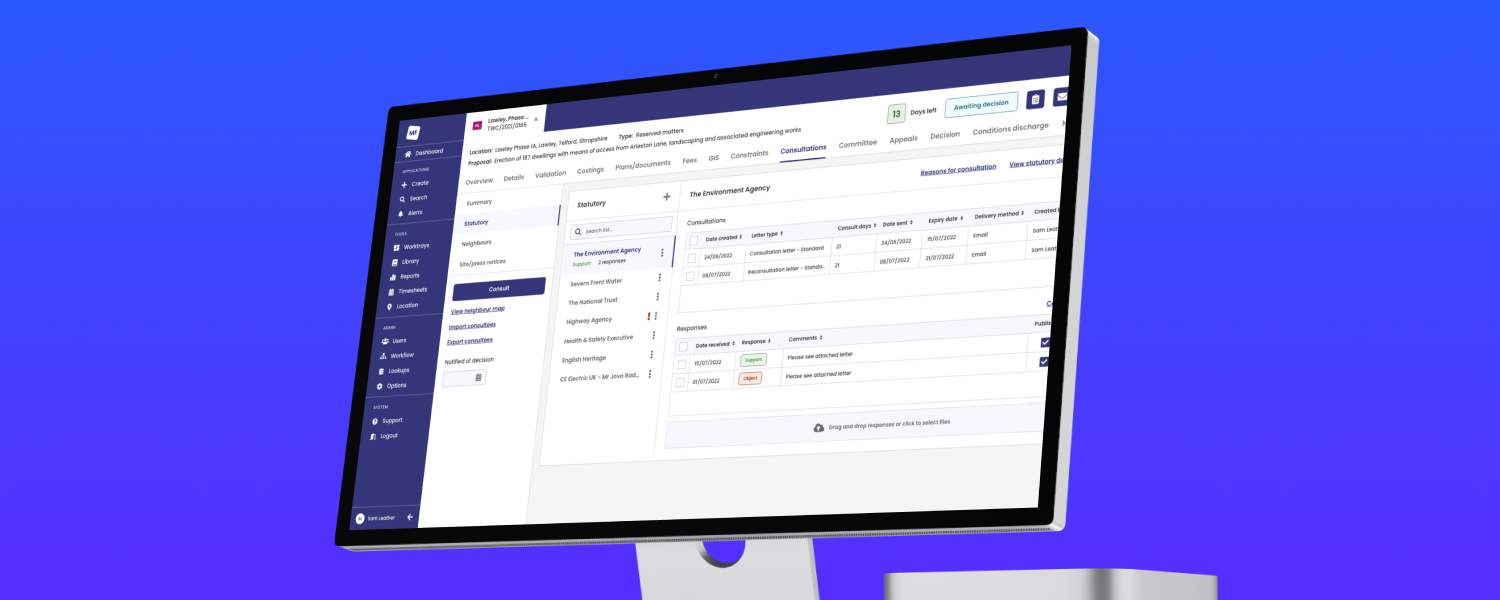 MF
Dashboard
APPLICATIONS
Create
Search
Alerts
TOOLS
Worktrays
Library
Reports
Timesheets
Location
ADMIN
Users
Workflow
Lookups
Options
SYSTEM
Support
Logout
Sam Leather
Lawley, Phase ...
TWC/2021/0166
Location: Lawley Phase 1A, Lawley, Telford, Shropshire Type: Reserved matters
Proposal: Erection of 187 dwellings with means of access from Arleston Lane, landscaping and associated engineering works
13 Days left Awaiting decision
Overview Details Validation Costings Plans/documents Fees GIS Constraints Consultations Committee Appeals Decision Conditions discharge
Summary
Statutory
Neighbours
Site/press notices
Consult
View neighbour map
Import consultees
Export consultees
Notified of decision
Statutory
Search list...
The Environment Agency
Support 2 responses
Severn Trent Water
The National Trust
Highway Agency
Health & Safety Executive
English Heritage
CE Electric UK - Mr Jovo Rad...
The Environment Agency
Reasons for consultation View statutory de
Consultations
Date created Letter type Consult days Date sent Expiry date Delivery method Created
24/06/2022 Consultation letter - Standard 21 24/06/2022 15/07/2022 Email Sam Leat
08/07/2022 Reconsultation letter - Standa.. 21 08/07/2022 21/07/2022 Email Sam Leat
Responses
Date received Response Comments Publis
15/07/2022 Support Please see attached letter
01/07/2022 Object Please see attached letter
Drag and drop responses or click to select files